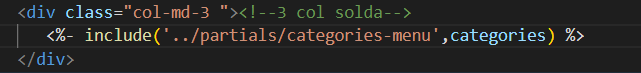 <div class="col-md-3 "><!--3 col solda-->
<%- include('../partials/categories-menu',categories) %>
</div>